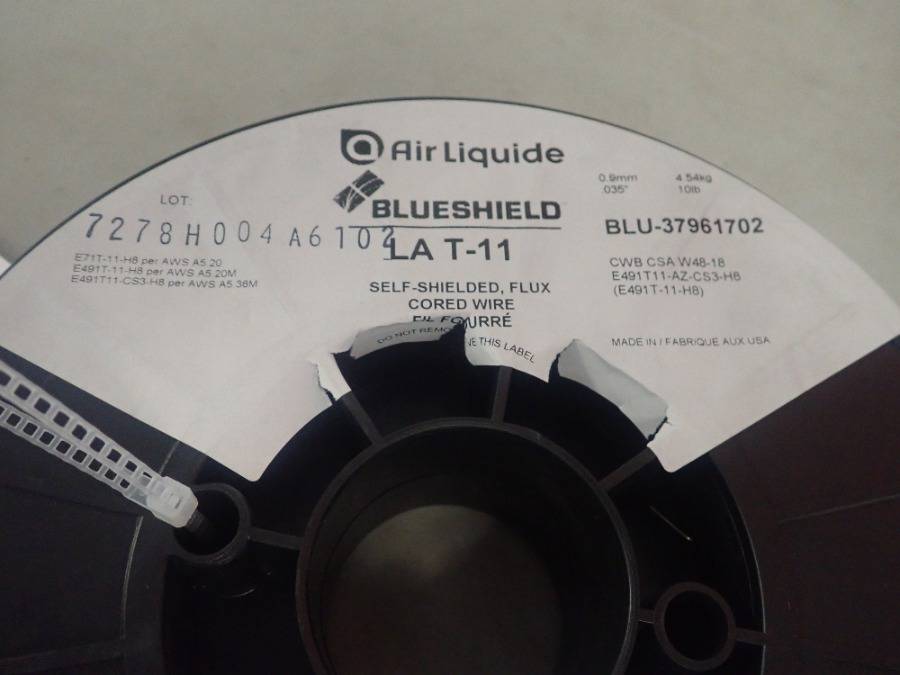 Air Liquide
BLUESHIELD
LA T-11
SELF-SHIELDED, FLUX
CORED WIRE
FIL FOURRÉ
DO NOT REMO
E THIS LABEL
LOT:
7278H004A6102
E71T-11-H8 per AWS A5.20
E491T-11-H8 per AWS A5.20M
E491T11-CS3-H8 per AWS A5.36M
0.9mm 4.54kg
.035" 10lb
BLU-37961702
CWB CSA W48-18
E491T11-AZ-CS3-H8
(E491T-11-H8)
MADE IN / FABRIQUE AUX USA